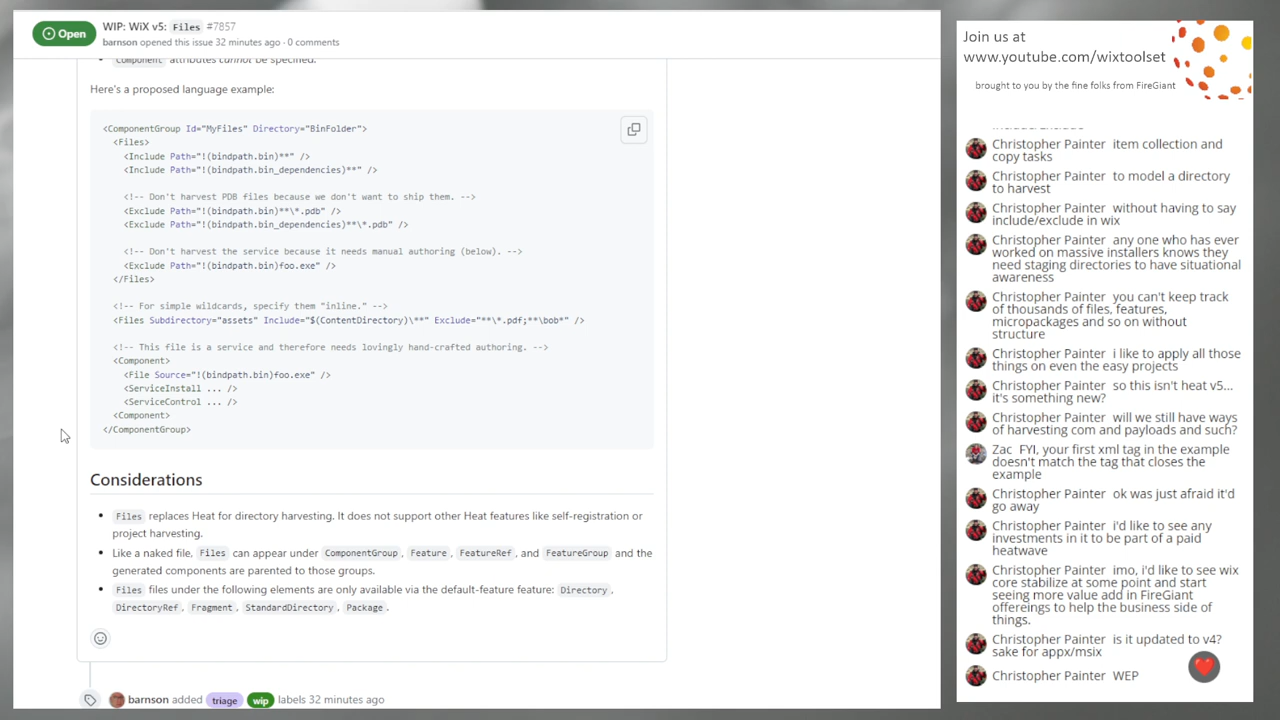 Open
WIP: WiX v5: Files #7857
barnson opened this issue 32 minutes ago · 0 comments
Component attributes cannot be specified.
Here's a proposed language example:
<ComponentGroup Id="MyFiles" Directory="BinFolder">
<Files>
<Include Path="!(bindpath.bin)**" />
<Include Path="!(bindpath.bin_dependencies)**" />
<!-- Don't harvest PDB files because we don't want to ship them. -->
<Exclude Path="!(bindpath.bin)**\*.pdb" />
<Exclude Path="!(bindpath.bin_dependencies)**\*.pdb" />
<!-- Don't harvest the service because it needs manual authoring (below). -->
<Exclude Path="!(bindpath.bin)foo.exe" />
</Files>
<!-- For simple wildcards, specify them "inline." -->
<Files Subdirectory="assets" Include="$(ContentDirectory)\**" Exclude="**\*.pdf;**\bob*" />
<!-- This file is a service and therefore needs lovingly hand-crafted authoring. -->
<Component>
<File Source="!(bindpath.bin}foo.exe" />
<ServiceInstall ... />
<ServiceControl ... />
<Component>
</ComponentGroup>
Considerations
• Files replaces Heat for directory harvesting. It does not support other Heat features like self-registration or
project harvesting.
• Like a naked file, Files can appear under ComponentGroup, Feature, FeatureRef, and FeatureGroup and the
generated components are parented to those groups.
• Files files under the following elements are only available via the default-feature feature: Directory,
DirectoryRef, Fragment, StandardDirectory, Package.
barnson added triage wip labels 32 minutes ago
Join us at
www.youtube.com/wixtoolset
brought to you by the fine folks from FireGiant
Christopher Painter item collection and
copy tasks
Christopher Painter to model a directory
to harvest
Christopher Painter without having to say
include/exclude in wix
Christopher Painter any one who has ever
worked on massive installers knows they
need staging directories to have situational
awareness
Christopher Painter you can't keep track
of thousands of files, features,
micropackages and so on without
structure
Christopher Painter i like to apply all those
things on even the easy projects
Christopher Painter so this isn't heat v5...
it's something new?
Christopher Painter will we still have ways
of harvesting com and payloads and such?
Zac FYI, your first xml tag in the example
doesn't match the tag that closes the
example
Christopher Painter ok was just afraid it'd
go away
Christopher Painter i'd like to see any
investments in it to be part of a paid
heatwave
Christopher Painter imo, i'd like to see wix
core stabilize at some point and start
seeing more value add in FireGiant
offereings to help the business side of
things.
Christopher Painter is it updated to v4?
sake for appx/msix
Christopher Painter WEP